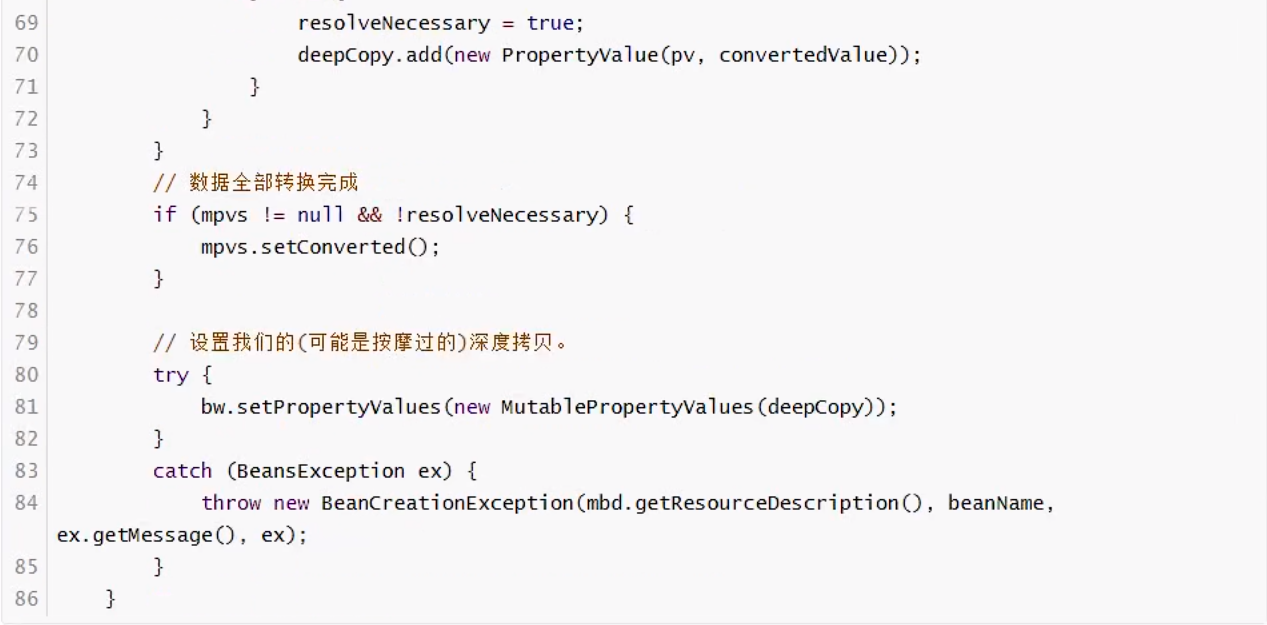 69 resolveNecessary = true;
70 deepCopy.add(new PropertyValue(pv, convertedValue));
71 }
72 }
73 }
74 // 数据全部转换完成
75 if (mpvs != null && !resolveNecessary) {
76 mpvs.setConverted();
77 }
78
79 // 设置我们的(可能是按摩过的)深度拷贝。
80 try {
81 bw.setPropertyValues(new MutablePropertyValues(deepCopy));
82 }
83 catch (BeansException ex) {
84 throw new BeanCreationException(mbd.getResourceDescription(), beanName,
ex.getMessage(), ex);
85 }
86 }